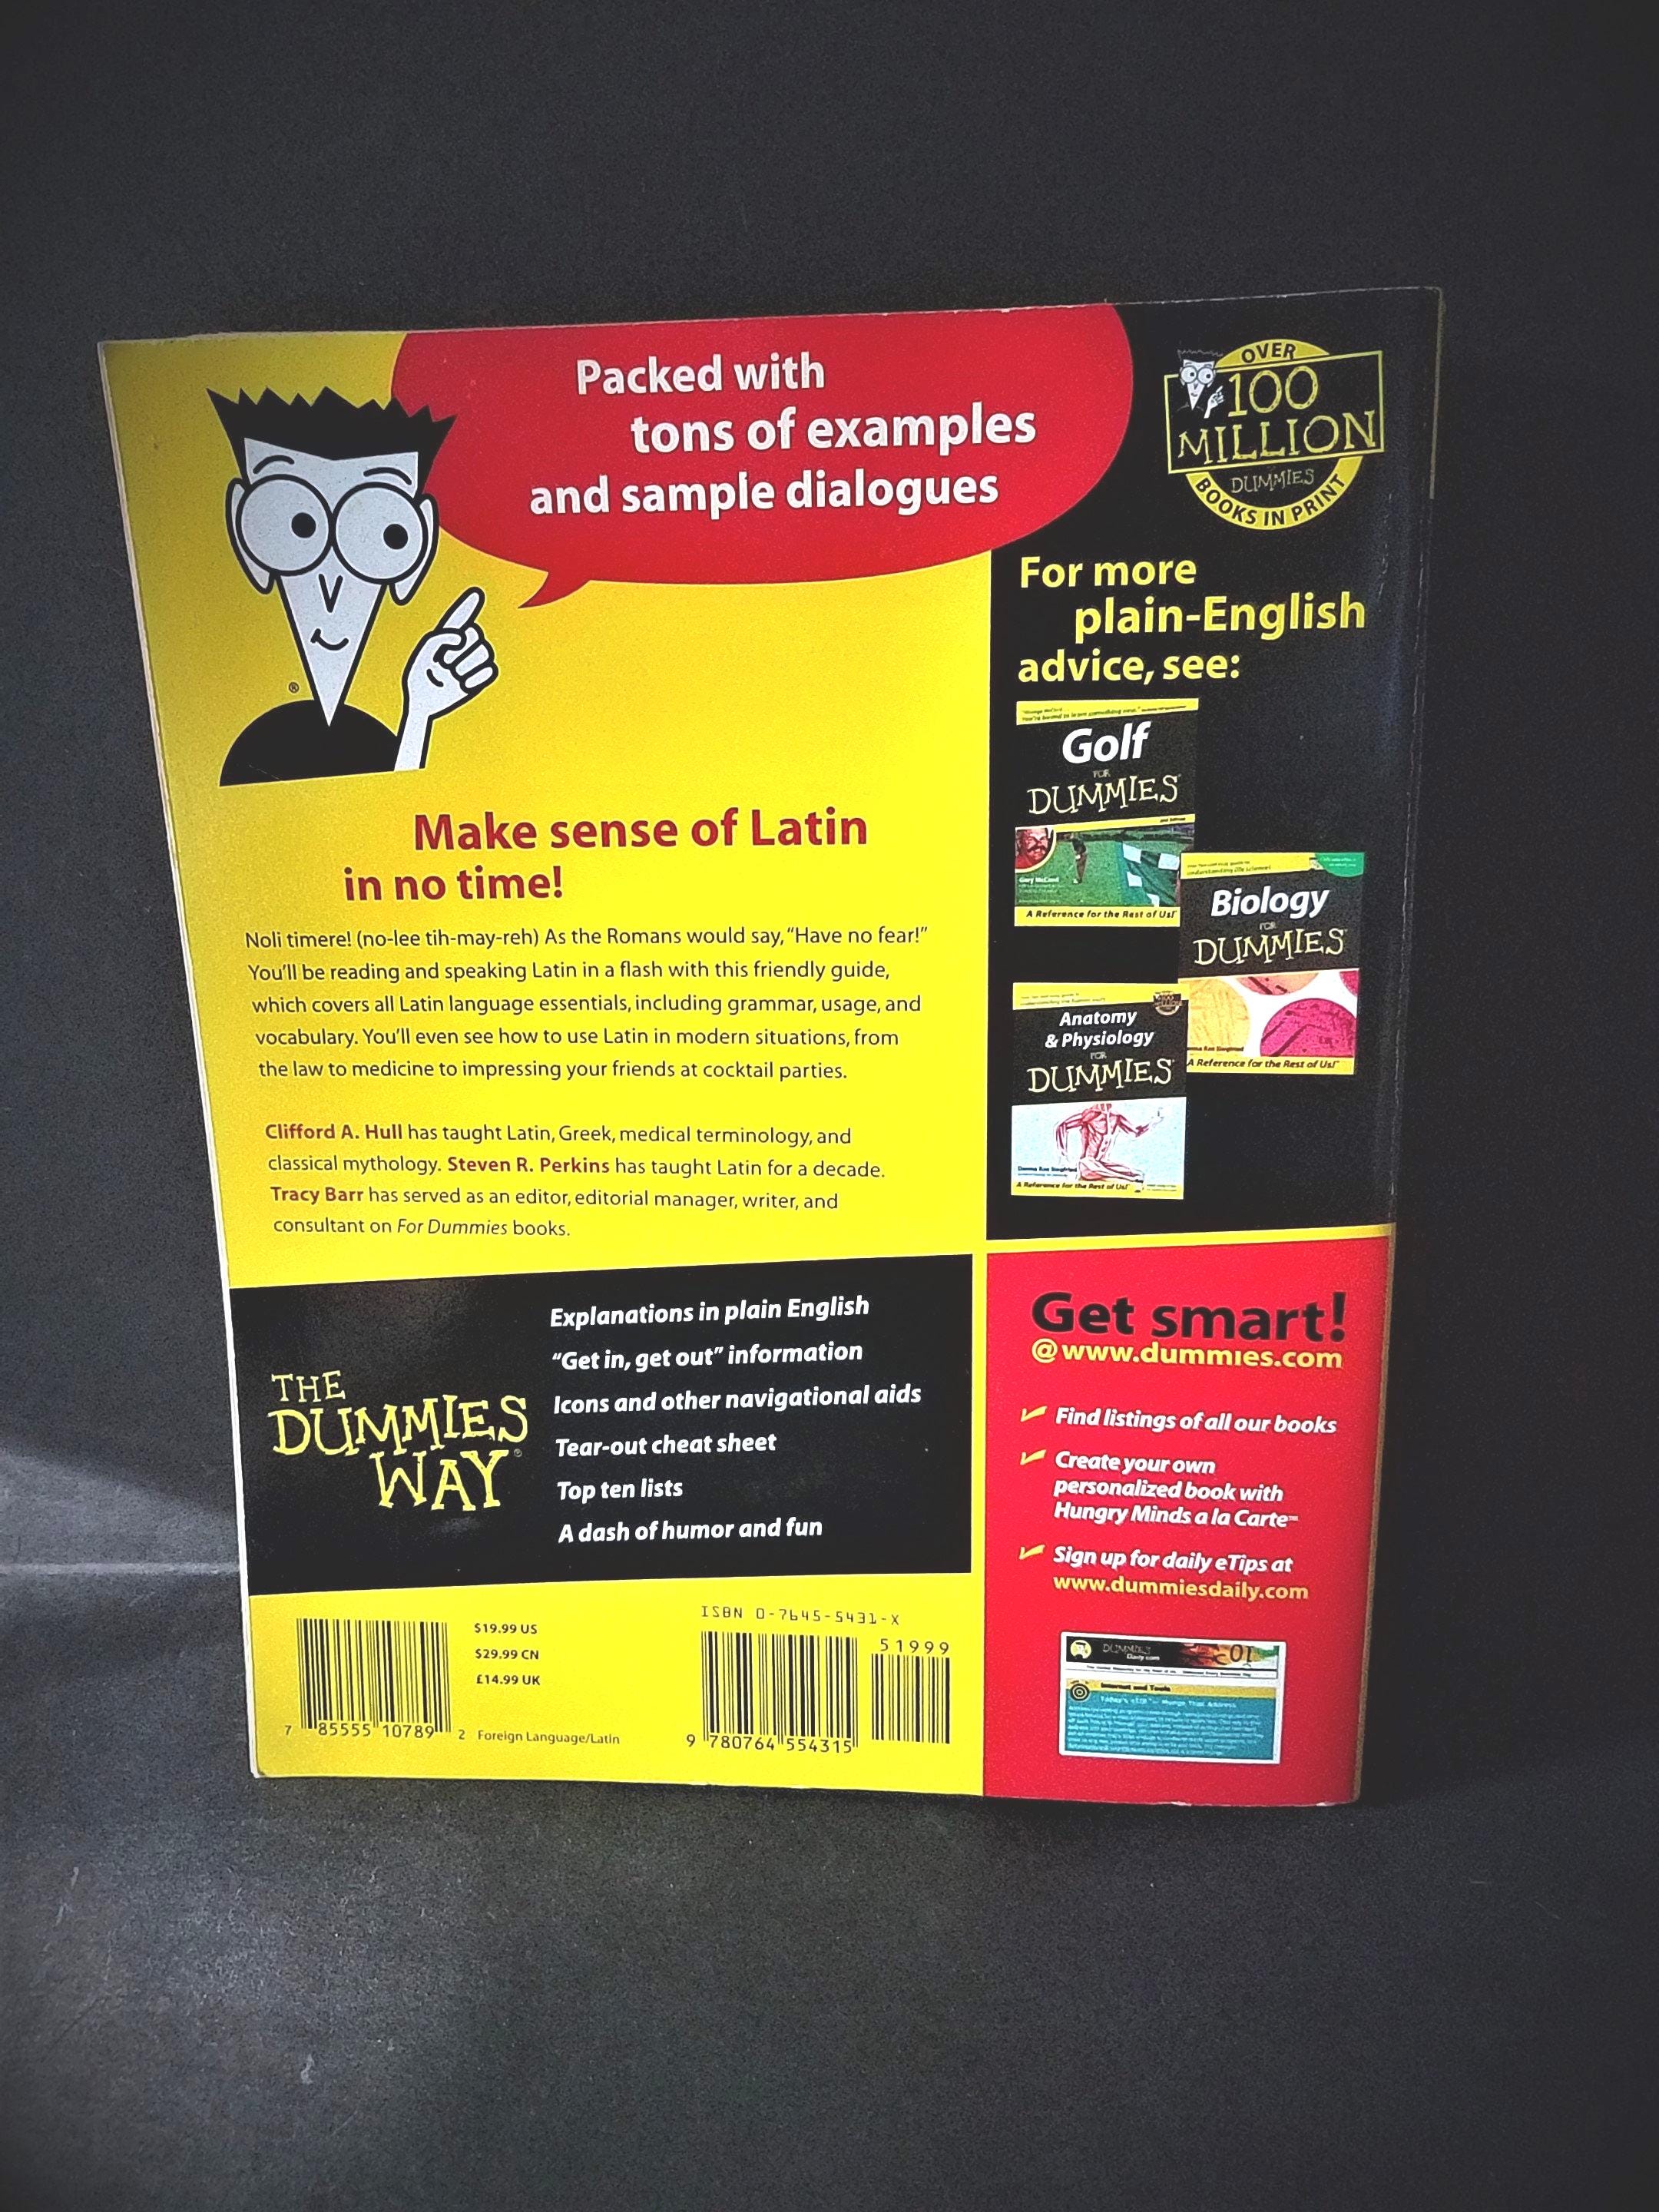 Packed with
tons of examples
and sample dialogues
®
Make sense of Latin
in no time!
Noli timere! (no-lee tih-may-reh) As the Romans would say, “Have no fear!”
You'll be reading and speaking Latin in a flash with this friendly guide,
which covers all Latin language essentials, including grammar, usage, and
vocabulary. You'll even see how to use Latin in modern situations, from
the law to medicine to impressing your friends at cocktail parties.
Clifford A. Hull has taught Latin, Greek, medical terminology, and
classical mythology. Steven R. Perkins has taught Latin for a decade.
Tracy Barr has served as an editor, editorial manager, writer, and
consultant on For Dummies books.
THE
DUMMIES
WAY®
Explanations in plain English
“Get in, get out” information
Icons and other navigational aids
Tear-out cheat sheet
Top ten lists
A dash of humor and fun
$19.99 US
$29.99 CN
£14.99 UK
7 85555 10789 2
Foreign Language/Latin
ISBN 0-7645-5431-X
51999
9 780764 554315
OVER
100
MILLION
DUMMIES
BOOKS IN PRINT
For more
plain-English
advice, see:
Golf
FOR
DUMMIES
Gary McCord
A Reference for the Rest of Us!
Biology
FOR
DUMMIES
A Reference for the Rest of Us!
Anatomy
& Physiology
FOR
DUMMIES
Donna Rae Siegfried
A Reference for the Rest of Us!
Get smart!
@www.dummies.com
Find listings of all our books
Create your own
personalized book with
Hungry Minds a la Carte™
Sign up for daily eTips at
www.dummiesdaily.com
DUMMIES
Daily.com
Internet and Tools